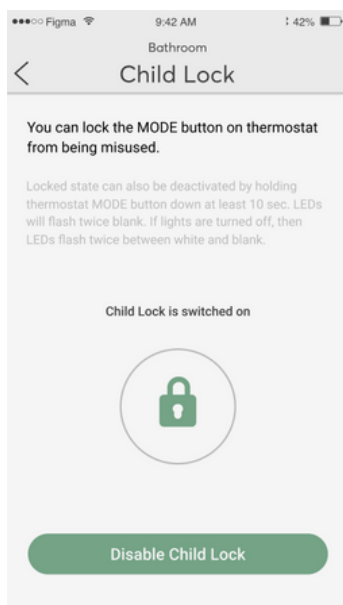 Figma 9:42 AM 42%
Bathroom
Child Lock
You can lock the MODE button on thermostat
from being misused.
Locked state can also be deactivated by holding
thermostat MODE button down at least 10 sec. LEDs
will flash twice blank. If lights are turned off, then
LEDs flash twice between white and blank.
Child Lock is switched on
Disable Child Lock